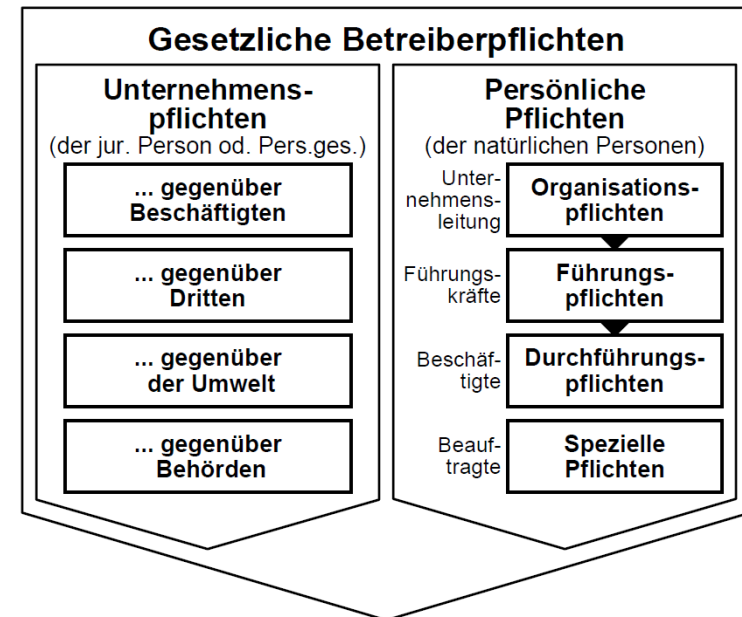 Gesetzliche Betreiberpflichten
Unternehmens-
pflichten
(der jur. Person od. Pers.ges.)
... gegenüber
Beschäftigten
... gegenüber
Dritten
... gegenüber
der Umwelt
... gegenüber
Behörden
Persönliche
Pflichten
(der natürlichen Personen)
Unter-
nehmens-
leitung
Organisations-
pflichten
Führungs-
kräfte
Führungs-
pflichten
Beschäf-
tigte
Durchführungs-
pflichten
Beauf-
tragte
Spezielle
Pflichten